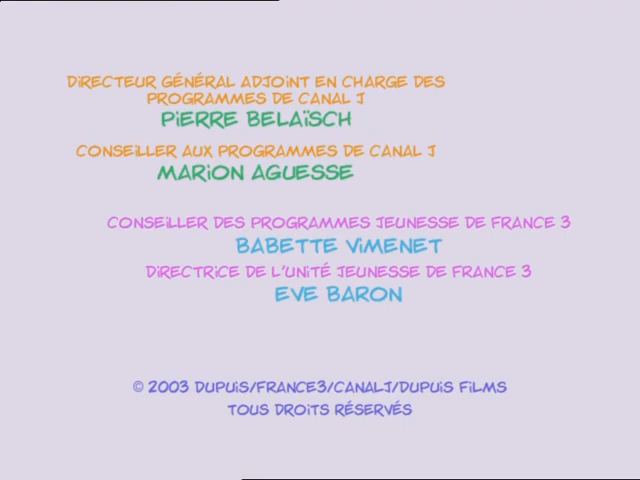 DIRECTEUR GÉNÉRAL ADJOINT EN CHARGE DES
PROGRAMMES DE CANAL J
PIERRE BELAÏSCH
CONSEILLER AUX PROGRAMMES DE CANAL J
MARION AGUESSE
CONSEILLER DES PROGRAMMES JEUNESSE DE FRANCE 3
BABETTE VIMENET
DIRECTRICE DE L'UNITÉ JEUNESSE DE FRANCE 3
EVE BARON
© 2003 DUPUIS/FRANCE3/CANALJ/DUPUIS FILMS
TOUS DROITS RÉSERVÉS